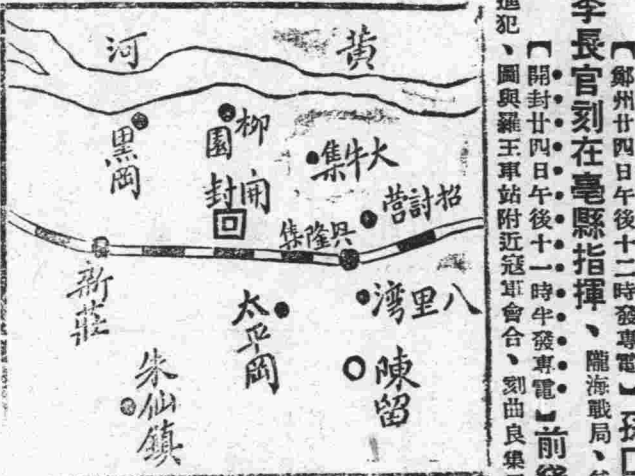 【鄭州廿四日午後十二時發專電】孫
李長官刻在亳縣指揮、隴海戰局、
【開封廿四日午後十一時半發專電】前
進犯、圖與羅王車站附近寇軍會合、刻曲良集
黃河
柳園
黑岡
大牛集
開封
招討營
興隆集
新莊
八里灣
太平岡
陳留
朱仙鎮